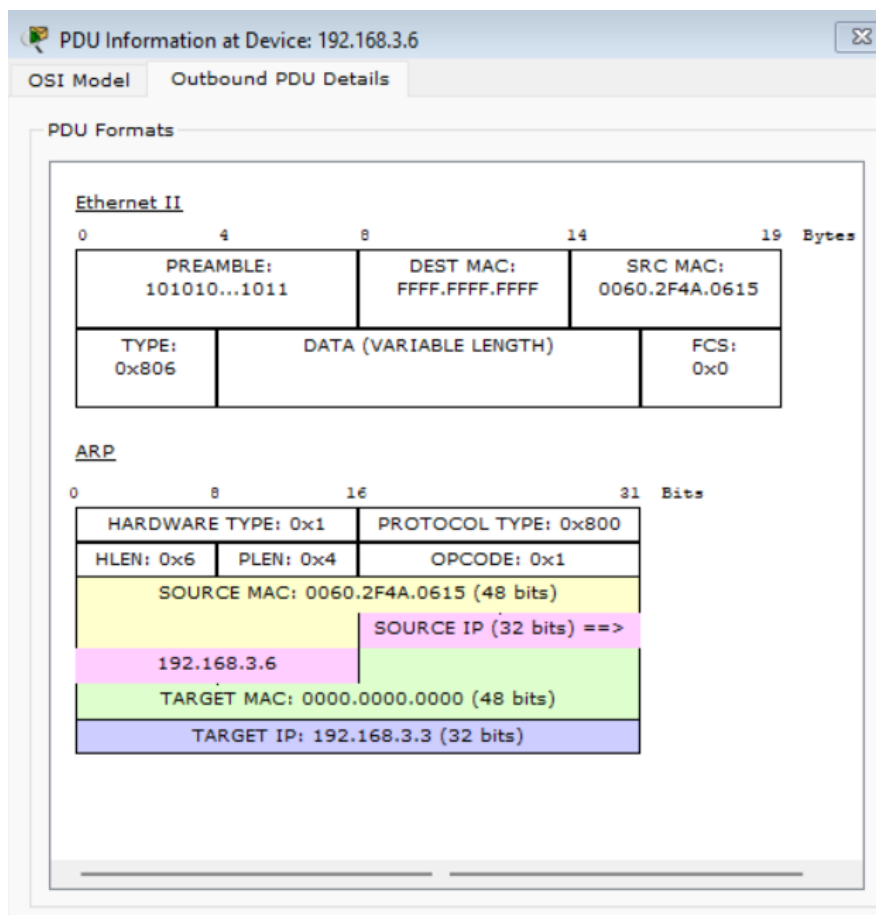 PDU Information at Device: 192.168.3.6
OSI Model Outbound PDU Details
PDU Formats
Ethernet II
0 4 8 14 19 Bytes
PREAMBLE: DEST MAC: SRC MAC:
101010...1011 FFFF.FFFF.FFFF 0060.2F4A.0615
TYPE: DATA (VARIABLE LENGTH) FCS:
0x806 0x0
ARP
0 8 16 31 Bits
HARDWARE TYPE: 0x1 PROTOCOL TYPE: 0x800
HLEN: 0x6 PLEN: 0x4 OPCODE: 0x1
SOURCE MAC: 0060.2F4A.0615 (48 bits)
SOURCE IP (32 bits) ==>
192.168.3.6
TARGET MAC: 0000.0000.0000 (48 bits)
TARGET IP: 192.168.3.3 (32 bits)